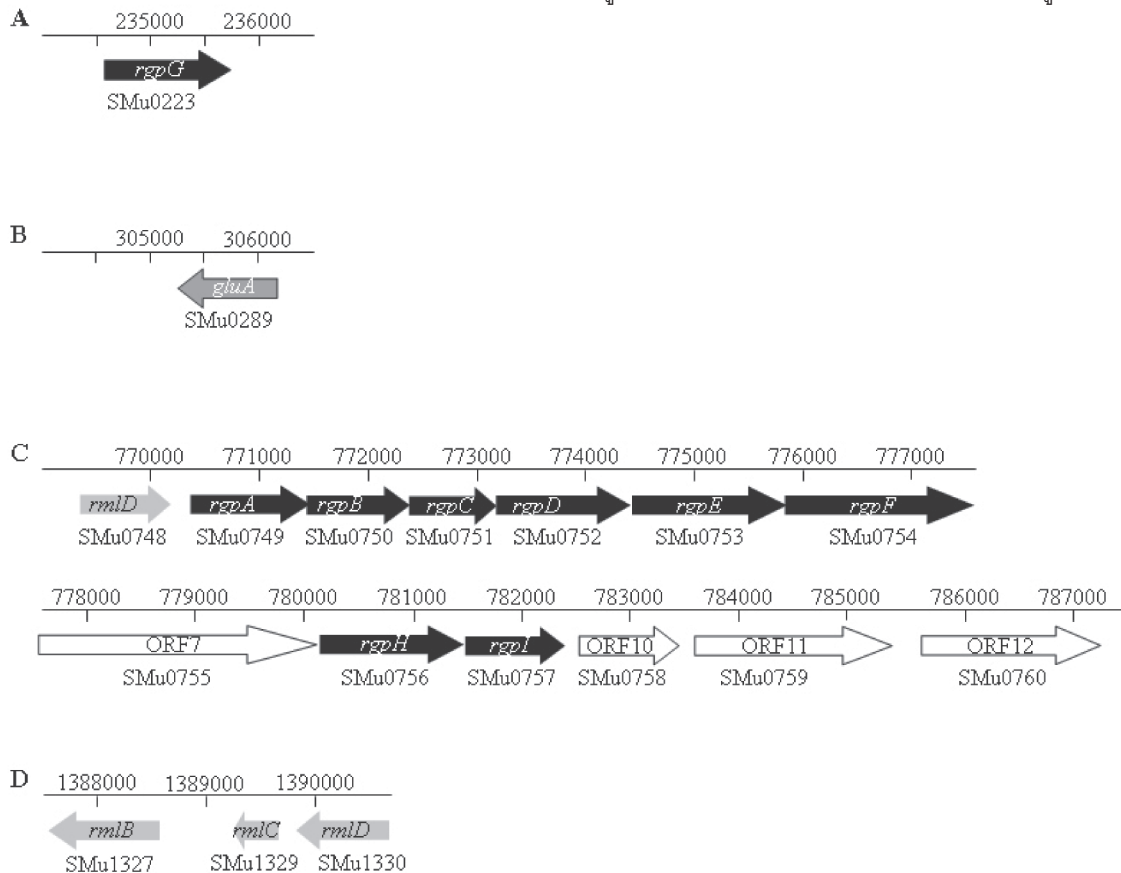 A
235000 236000
rgpG
SMu0223
B
305000 306000
gluA
SMu0289
C
770000 771000 772000 773000 774000 775000 776000 777000
rmlD rgpA rgpB rgpC rgpD rgpE rgpF
SMu0748 SMu0749 SMu0750 SMu0751 SMu0752 SMu0753 SMu0754
778000 779000 780000 781000 782000 783000 784000 785000 786000 787000
ORF7 rgpH rgpI ORF10 ORF11 ORF12
SMu0755 SMu0756 SMu0757 SMu0758 SMu0759 SMu0760
D
1388000 1389000 1390000
rmlB rmlC rmlD
SMu1327 SMu1329 SMu1330